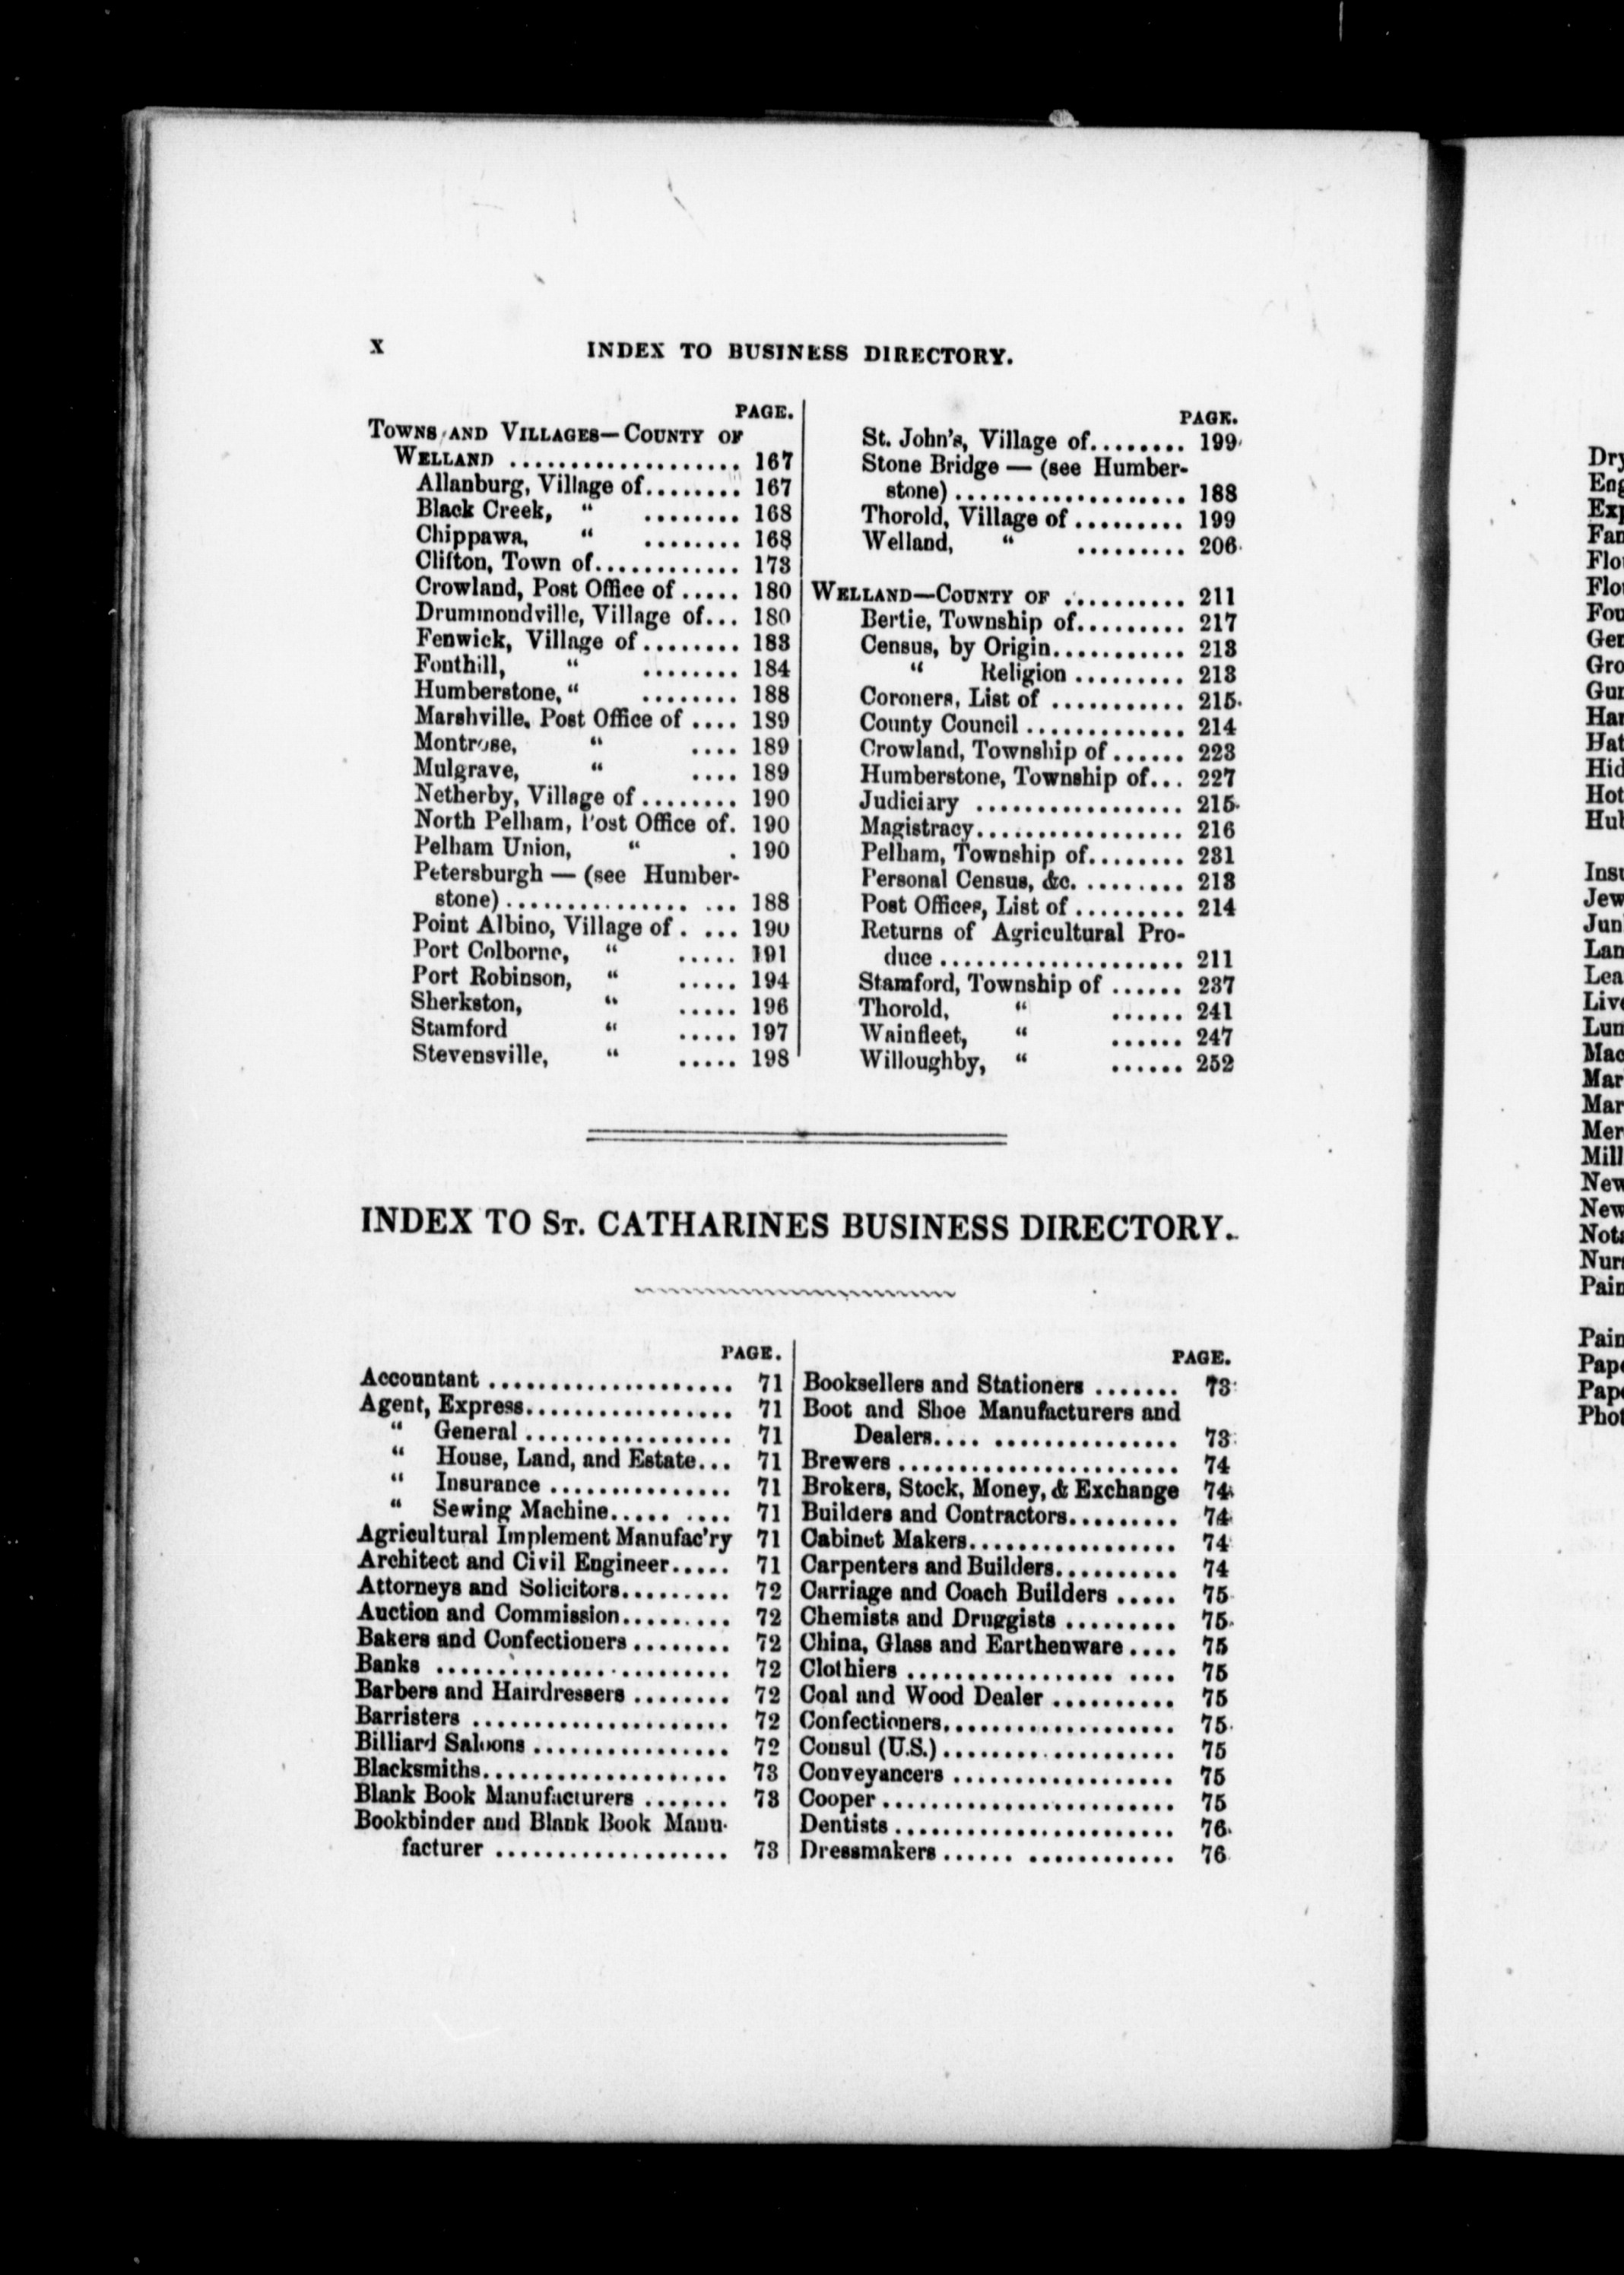 X
INDEX TO BUSINESS DIRECTORY.
PAGE.
TOWNS AND VILLAGES—COUNTY OF
WELLAND ................... 167
Allanburg, Village of........ 167
Black Creek, “ ........ 168
Chippawa, “ ........ 168
Clifton, Town of............ 173
Crowland, Post Office of ..... 180
Drummondville, Village of... 180
Fenwick, Village of ........ 183
Fonthill, “ ........ 184
Humberstone, “ ........ 188
Marshville, Post Office of .... 189
Montrose, “ .... 189
Mulgrave, “ .... 189
Netherby, Village of ........ 190
North Pelham, Post Office of. 190
Pelham Union, “ . 190
Petersburgh — (see Humber-
stone) ............... ... 188
Point Albino, Village of . ... 190
Port Colborne, “ ..... 191
Port Robinson, “ ..... 194
Sherkston, “ ..... 196
Stamford “ ..... 197
Stevensville, “ ..... 198
PAGE.
St. John's, Village of........ 199
Stone Bridge — (see Humber-
stone) ................... 188
Thorold, Village of ......... 199
Welland, “ ......... 206
WELLAND—COUNTY OF .......... 211
Bertie, Township of......... 217
Census, by Origin........... 213
“ Religion ......... 213
Coroners, List of ........... 215
County Council ............. 214
Crowland, Township of ...... 223
Humberstone, Township of... 227
Judiciary ................. 215
Magistracy................. 216
Pelham, Township of........ 231
Personal Census, &c. ......... 213
Post Offices, List of ......... 214
Returns of Agricultural Pro-
duce .................... 211
Stamford, Township of ...... 237
Thorold, “ ...... 241
Wainfleet, “ ...... 247
Willoughby, “ ...... 252
INDEX TO ST. CATHARINES BUSINESS DIRECTORY.
PAGE.
Accountant .................... 71
Agent, Express................. 71
“ General ................. 71
“ House, Land, and Estate... 71
“ Insurance ............... 71
“ Sewing Machine..... .... 71
Agricultural Implement Manufac'ry 71
Architect and Civil Engineer..... 71
Attorneys and Solicitors......... 72
Auction and Commission......... 72
Bakers and Confectioners ........ 72
Banks ........................ 72
Barbers and Hairdressers ........ 72
Barristers ..................... 72
Billiard Saloons ................ 72
Blacksmiths.................... 73
Blank Book Manufacturers ....... 73
Bookbinder and Blank Book Manu-
facturer ................... 73
PAGE.
Booksellers and Stationers ....... 73
Boot and Shoe Manufacturers and
Dealers.... ............... 73
Brewers ....................... 74
Brokers, Stock, Money, & Exchange 74
Builders and Contractors......... 74
Cabinet Makers................. 74
Carpenters and Builders.......... 74
Carriage and Coach Builders ..... 75
Chemists and Druggists ......... 75
China, Glass and Earthenware .... 75
Clothiers ................. .... 75
Coal and Wood Dealer .......... 75
Confectioners................... 75
Consul (U.S.)................... 75
Conveyancers .................. 75
Cooper ........................ 75
Dentists ....................... 76
Dressmakers...... ............ 76